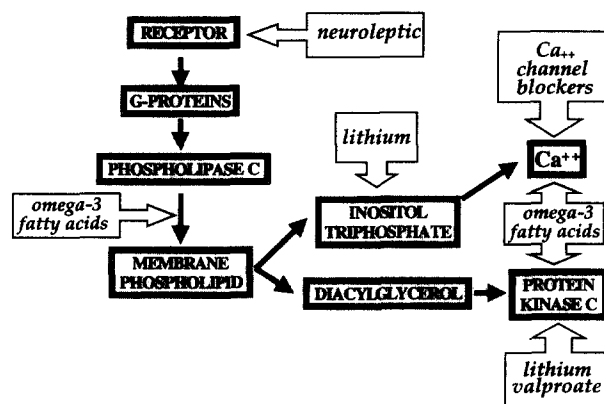 RECEPTOR
neuroleptic
Ca++
channel
blockers
G-PROTEINS
lithium
PHOSPHOLIPASE C
Ca++
omega-3
fatty acids
INOSITOL
TRIPHOSPHATE
omega-3
fatty acids
MEMBRANE
PHOSPHOLIPID
DIACYLGLYCEROL
PROTEIN
KINASE C
lithium
valproate